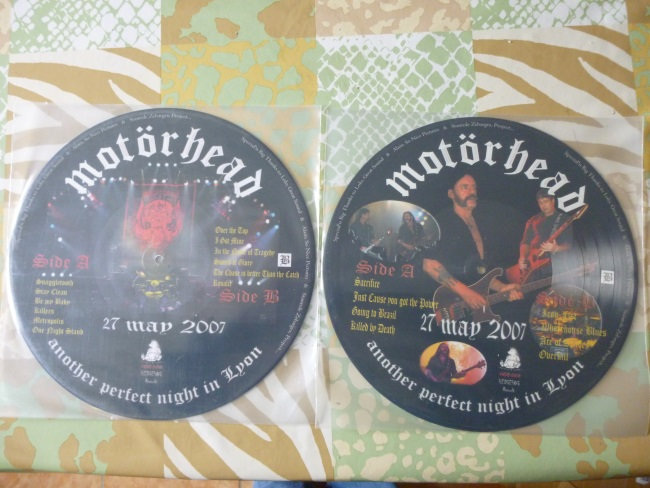 motörhead
Side A
Snaggletooth
Stay Clean
Be my Baby
Killers
Metropolis
One Night Stand
Over the Top
I Got Mine
In the Name of Tragedy
Sword of Glory
The Chase is better Than the Catch
Rosalie
Side B
B
27 may 2007
another perfect night in Lyon
motörhead
Side A
Sacrifice
Just Cause you got the Power
Going to Brazil
Killed by Death
B
Side B
Iron Fist
Whorehouse Blues
Ace of Spades
Overkill
27 may 2007
another perfect night in Lyon